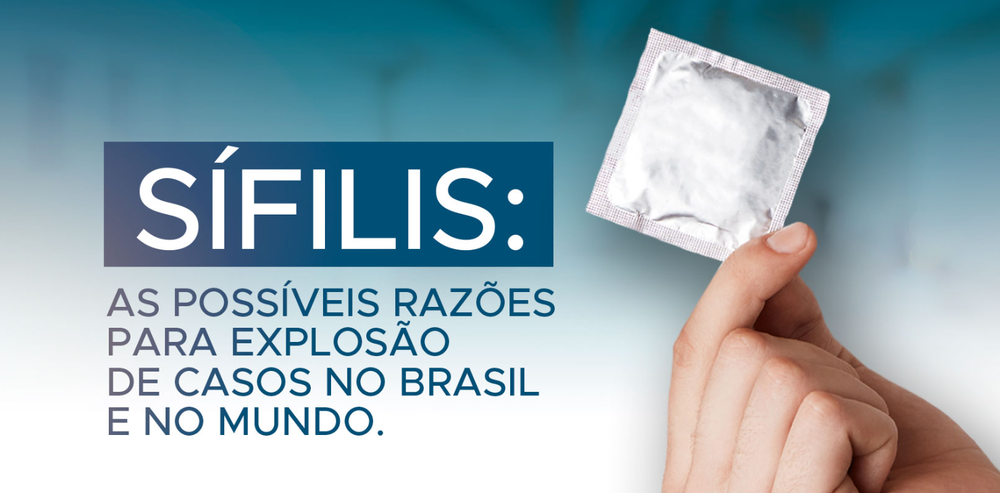 SÍFILIS:
AS POSSÍVEIS RAZÕES
PARA EXPLOSÃO
DE CASOS NO BRASIL
E NO MUNDO.